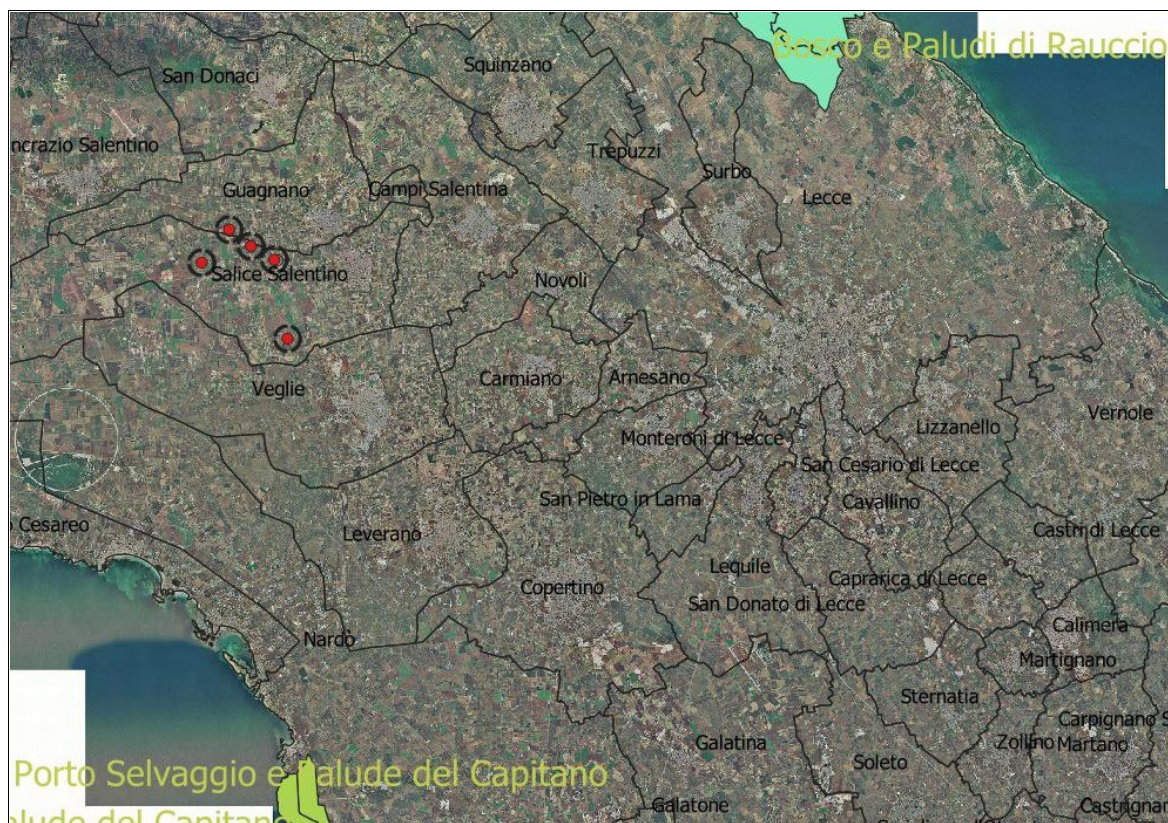 Bosco e Paludi di Rauccio
Squinzano
San Donaci
ncrazio Salentino
Trepuzzi
Surbo
Guagnano
Campi Salentina
Lecce
Salice Salentino
Novoli
Carmiano
Arnesano
Veglie
Vernole
Lizzanello
Monteroni di Lecce
San Cesario di Lecce
San Pietro in Lama
Cavallino
o Cesareo
Leverano
Castri di Lecce
Lequile
Caprarica di Lecce
Copertino
San Donato di Lecce
Calimera
Nardò
Martignano
Sternatia
Carpignano S
Galatina
Zollino
Martano
Soleto
Porto Selvaggio e Palude del Capitano
Galatone
Castrignan
alude del Capitano